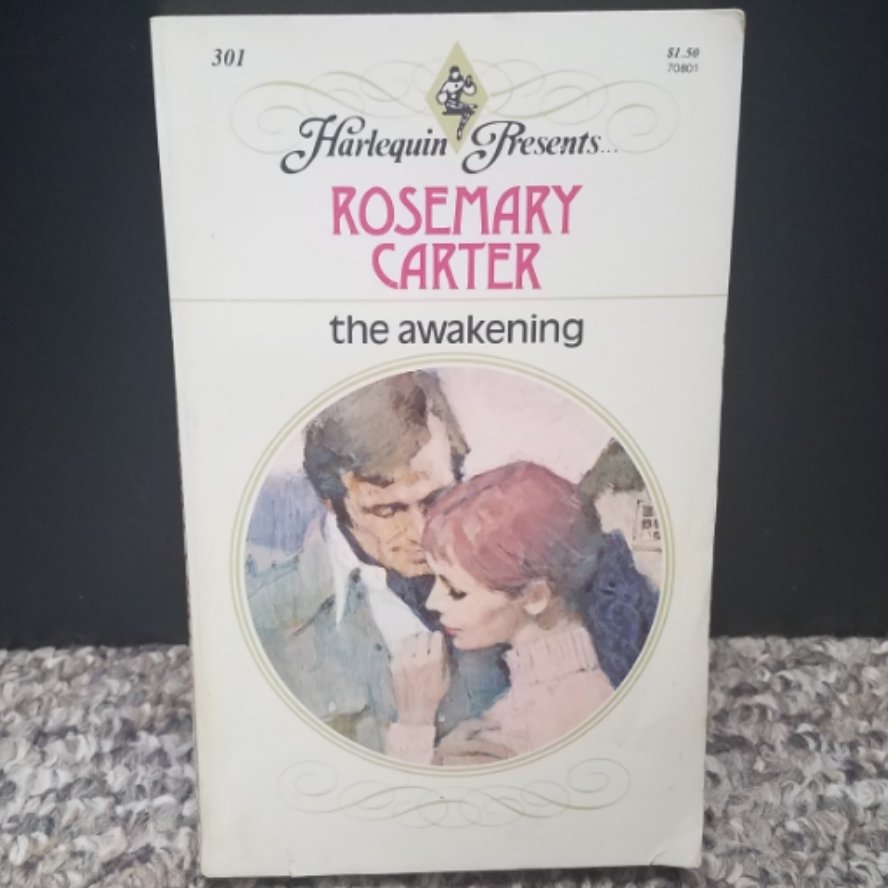 301
$1.50
70801
Harlequin Presents...
ROSEMARY
CARTER
the awakening